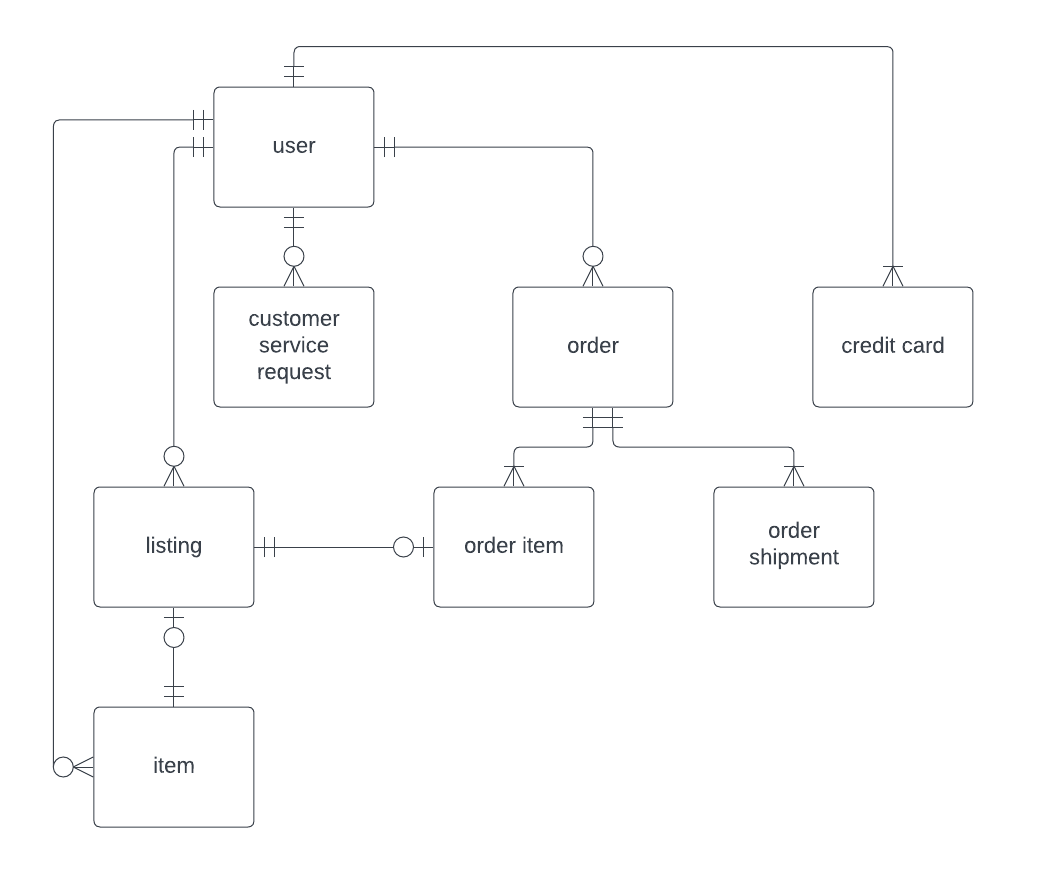 user
customer
service
request
order
credit card
listing
order item
order
shipment
item